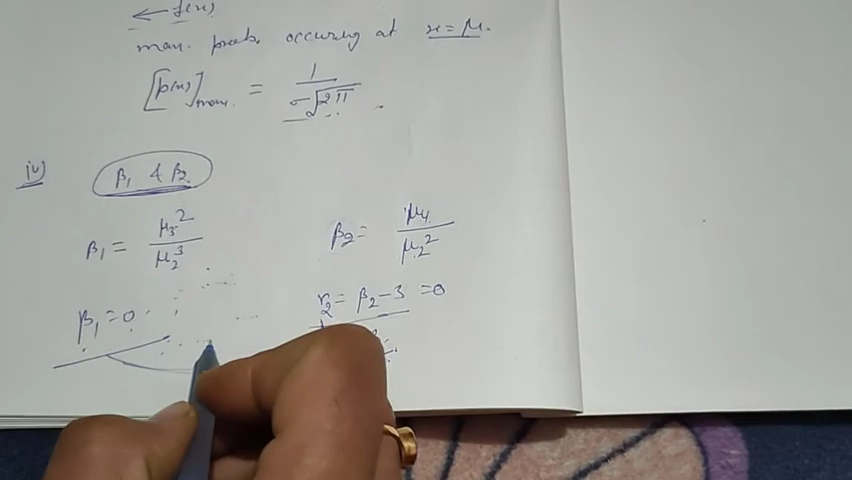 ← f(x)
max. prob. occuring at x = μ.
[p(x)]max. = 1 / σ√2π .
iv) β1 & β2
β1 = μ3² / μ2³ β2 = μ4 / μ2²
β1 = 0 γ2 = β2 - 3 = 0